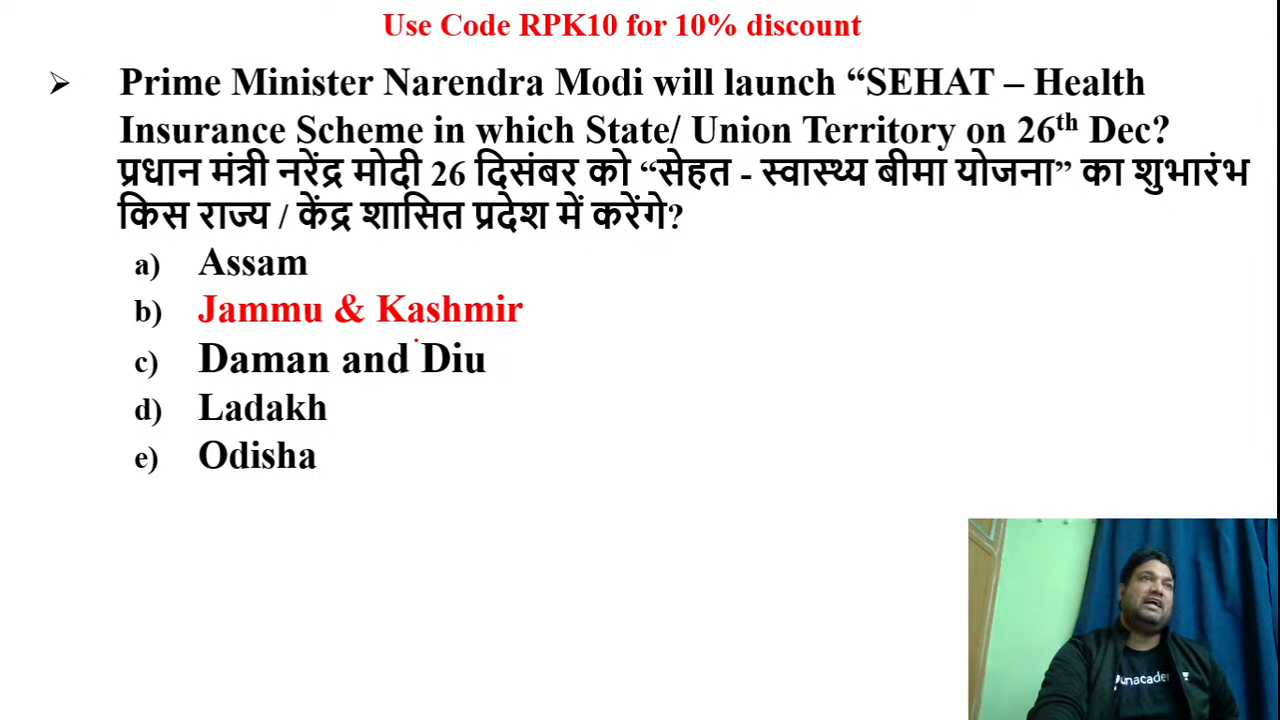 Use Code RPK10 for 10% discount
➢ Prime Minister Narendra Modi will launch “SEHAT – Health
Insurance Scheme in which State/ Union Territory on 26th Dec?
प्रधान मंत्री नरेंद्र मोदी 26 दिसंबर को “सेहत - स्वास्थ्य बीमा योजना” का शुभारंभ
किस राज्य / केंद्र शासित प्रदेश में करेंगे?
a) Assam
b) Jammu & Kashmir
c) Daman and Diu
d) Ladakh
e) Odisha